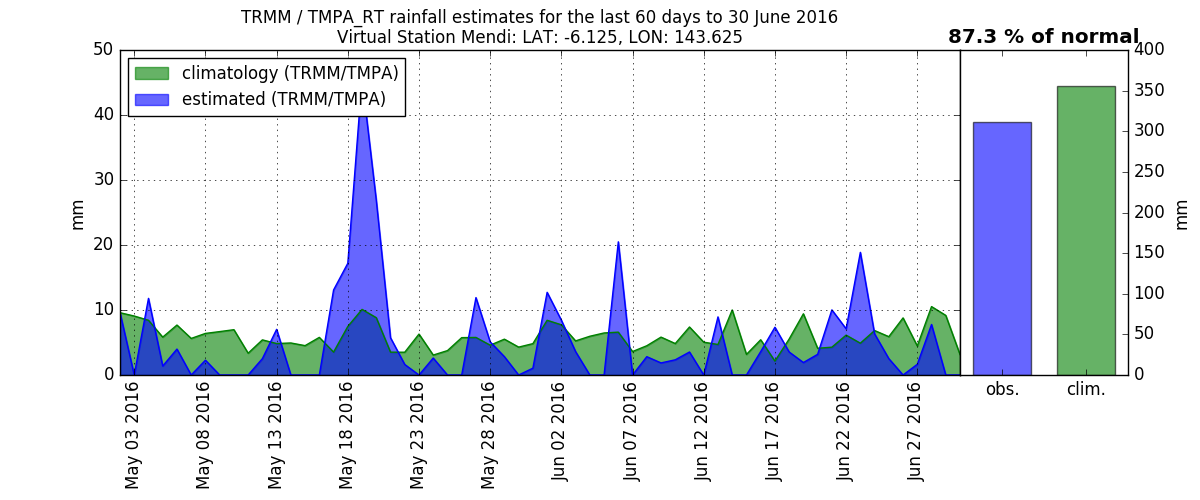 TRMM / TMPA_RT rainfall estimates for the last 60 days to 30 June 2016
Virtual Station Mendi: LAT: -6.125, LON: 143.625
87.3 % of normal
climatology (TRMM/TMPA)
estimated (TRMM/TMPA)
50
40
30
20
10
0
mm
May 03 2016
May 08 2016
May 13 2016
May 18 2016
May 23 2016
May 28 2016
Jun 02 2016
Jun 07 2016
Jun 12 2016
Jun 17 2016
Jun 22 2016
Jun 27 2016
obs.
clim.
400
350
300
250
200
150
100
50
0
mm